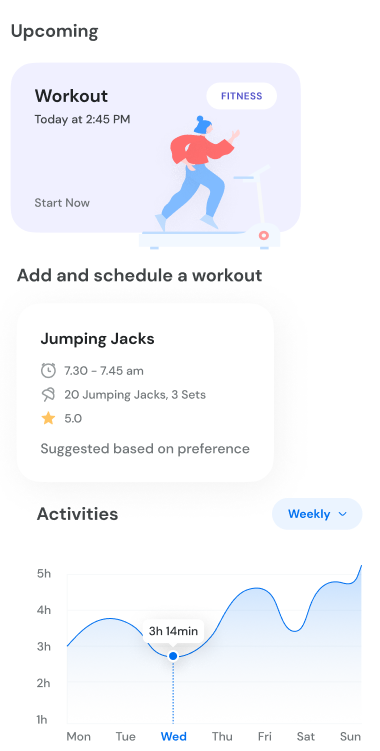 Upcoming
Workout
FITNESS
Today at 2:45 PM
Start Now
Add and schedule a workout
Jumping Jacks
7.30 - 7.45 am
20 Jumping Jacks, 3 Sets
5.0
Suggested based on preference
Activities
Weekly
5h
4h
3h 14min
3h
2h
1h
Mon Tue Wed Thu Fri Sat Sun